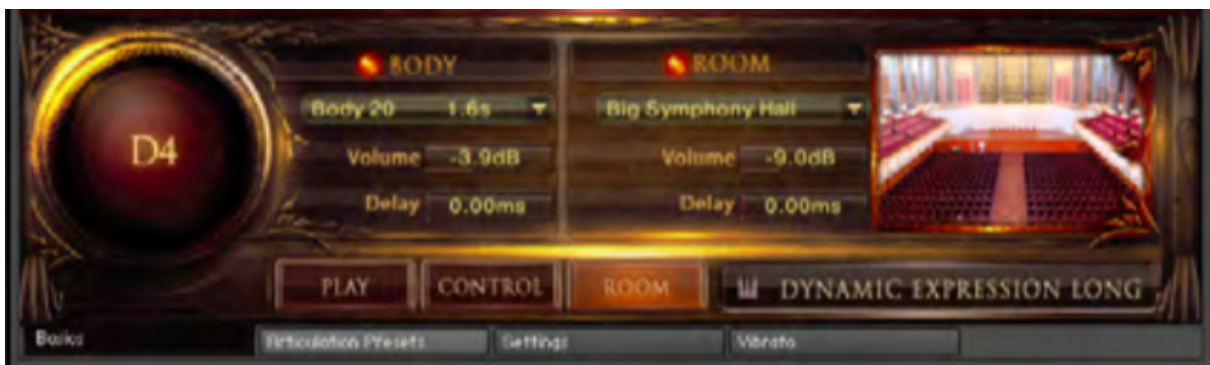 BODY
ROOM
Body 20 1.6s
Big Symphony Hall
D4
Volume -3.9dB
Volume -9.0dB
Delay 0.00ms
Delay 0.00ms
PLAY
CONTROL
ROOM
DYNAMIC EXPRESSION LONG
Basics
Articulation Presets
Settings
Vibrato